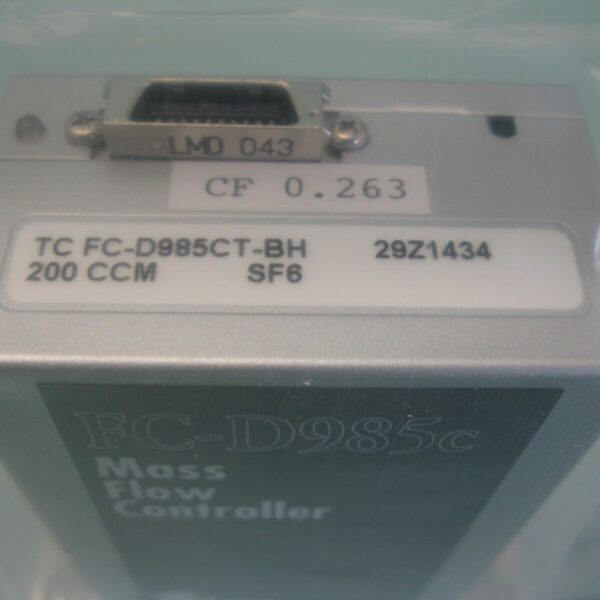 LMD 043
CF 0.263
TC FC-D985CT-BH 29Z1434
200 CCM SF6
FC-D985c
Mass
Flow
Controller